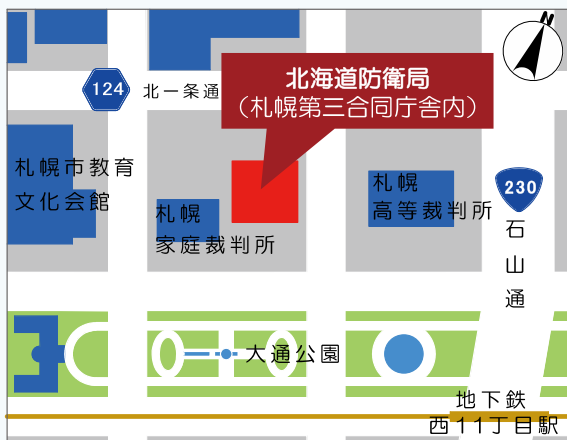 N
北海道防衛局
（札幌第三合同庁舎内）
124
北一条通
札幌市教育
文化会館
札幌
家庭裁判所
札幌
高等裁判所
230
石
山
通
大通公園
地下鉄
西11丁目駅